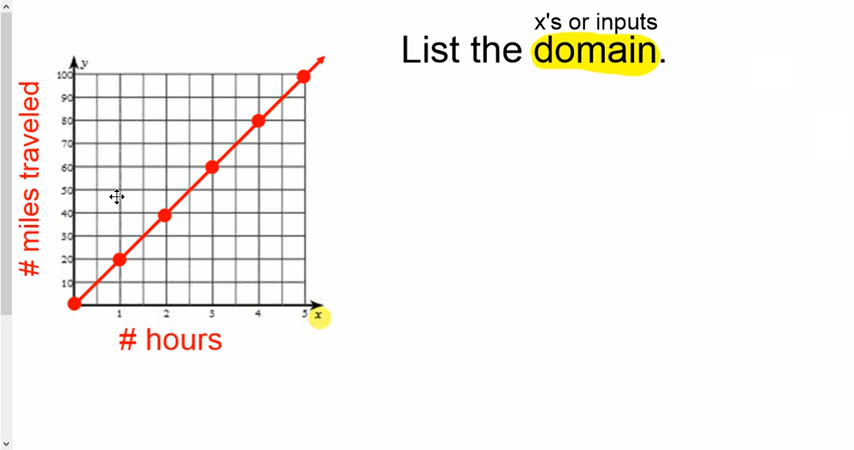 x's or inputs
List the domain.
y
100
90
80
70
60
50
40
30
20
10
# miles traveled
1 2 3 4 5 x
# hours